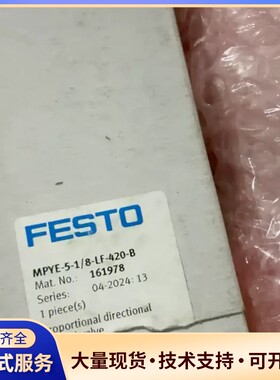 齐全
FESTO
MPYE-5-1/8-LF-420-B
Mat. No.: 161978
Series: 04-2024: 13
1 piece(s)
roportional directional
式服务
大量现货·技术支持·可开